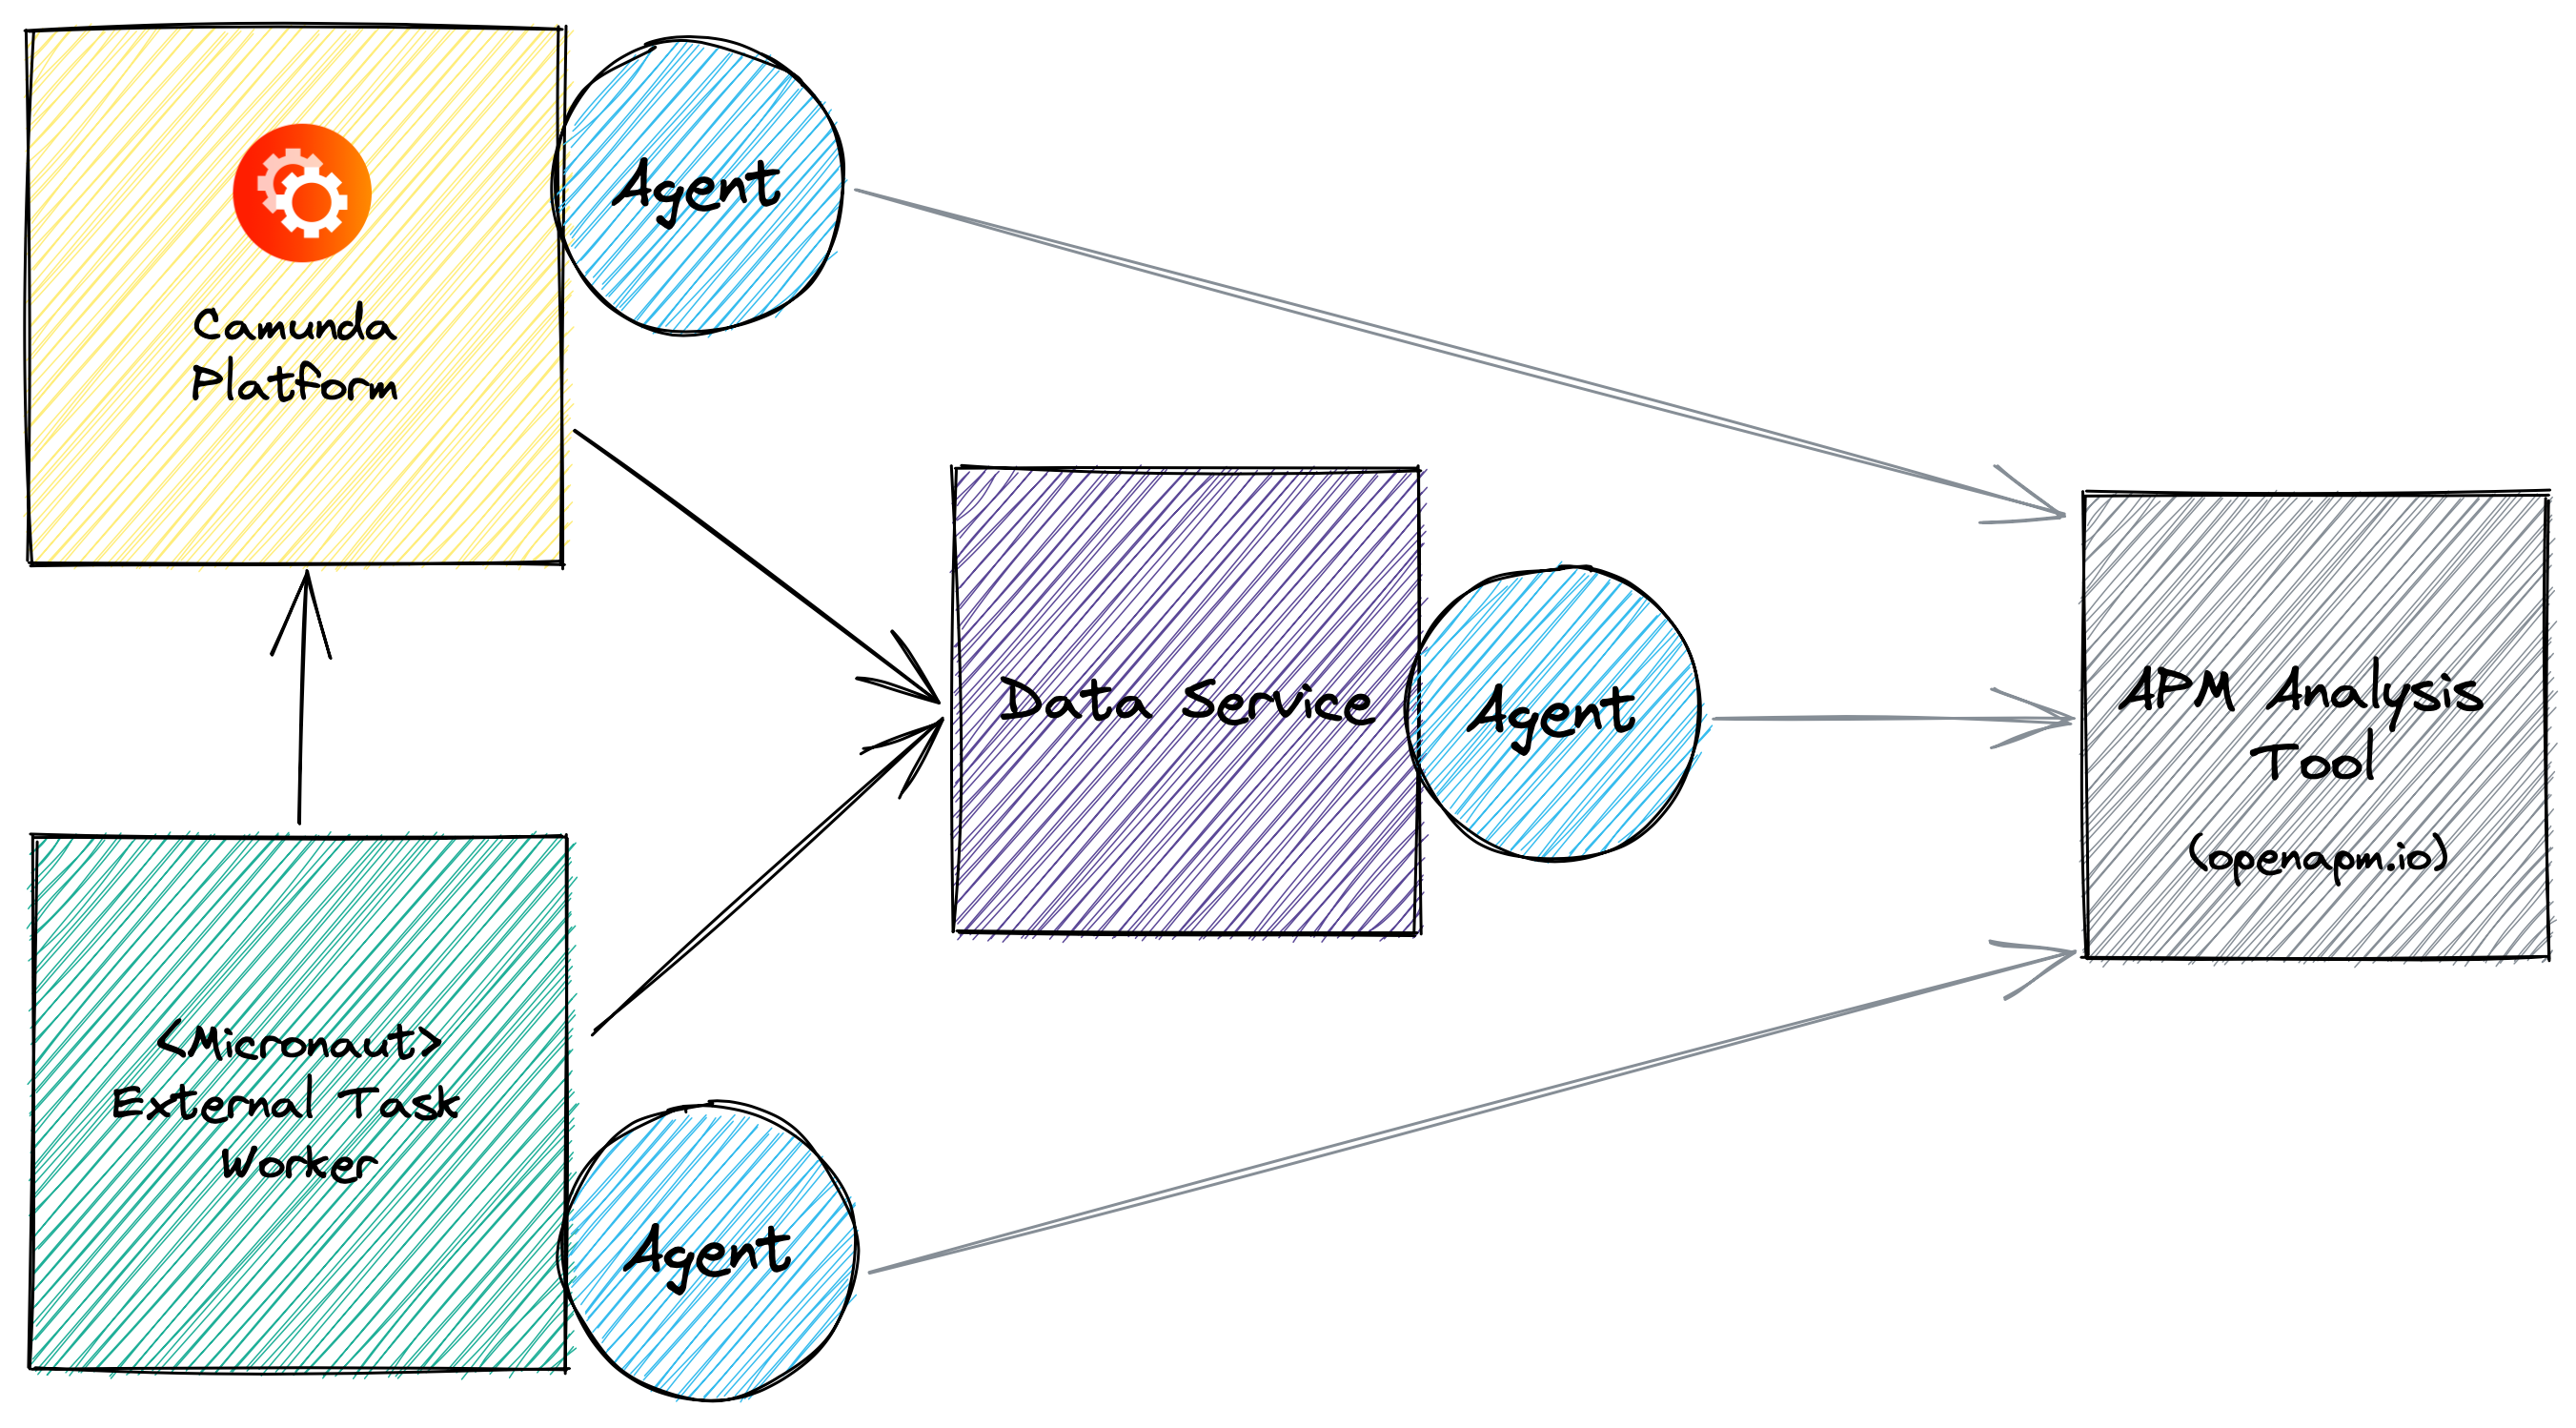 Camunda
Platform
Agent
Data Service
Agent
APM Analysis
Tool
(openapm.io)
<Micronaut>
External Task
Worker
Agent